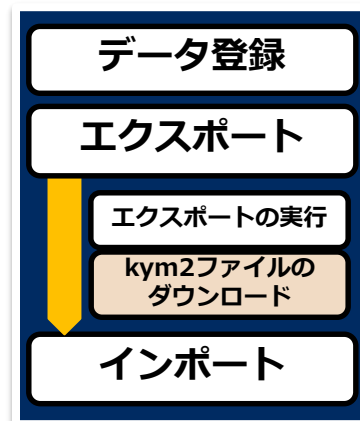 データ登録
エクスポート
エクスポートの実行
kym2ファイルの
ダウンロード
インポート